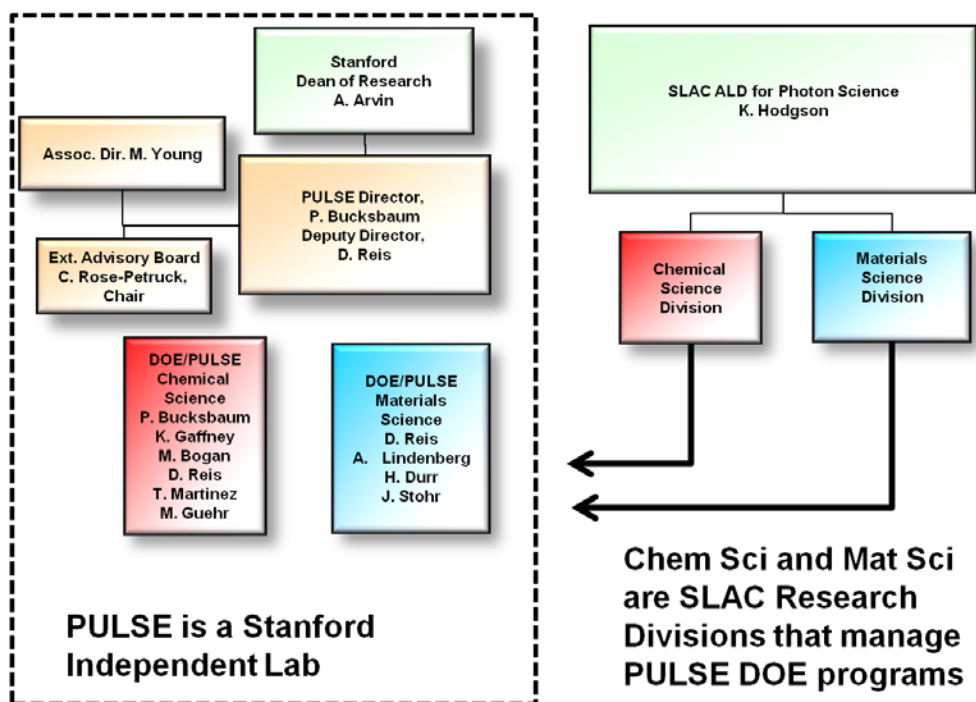 Stanford
Dean of Research
A. Arvin
Assoc. Dir. M. Young
PULSE Director,
P. Bucksbaum
Deputy Director,
D. Reis
Ext. Advisory Board
C. Rose-Petruck,
Chair
DOE/PULSE
Chemical
Science
P. Bucksbaum
K. Gaffney
M. Bogan
D. Reis
T. Martinez
M. Guehr
DOE/PULSE
Materials
Science
D. Reis
A. Lindenberg
H. Durr
J. Stohr
PULSE is a Stanford
Independent Lab
SLAC ALD for Photon Science
K. Hodgson
Chemical
Science
Division
Materials
Science
Division
Chem Sci and Mat Sci
are SLAC Research
Divisions that manage
PULSE DOE programs